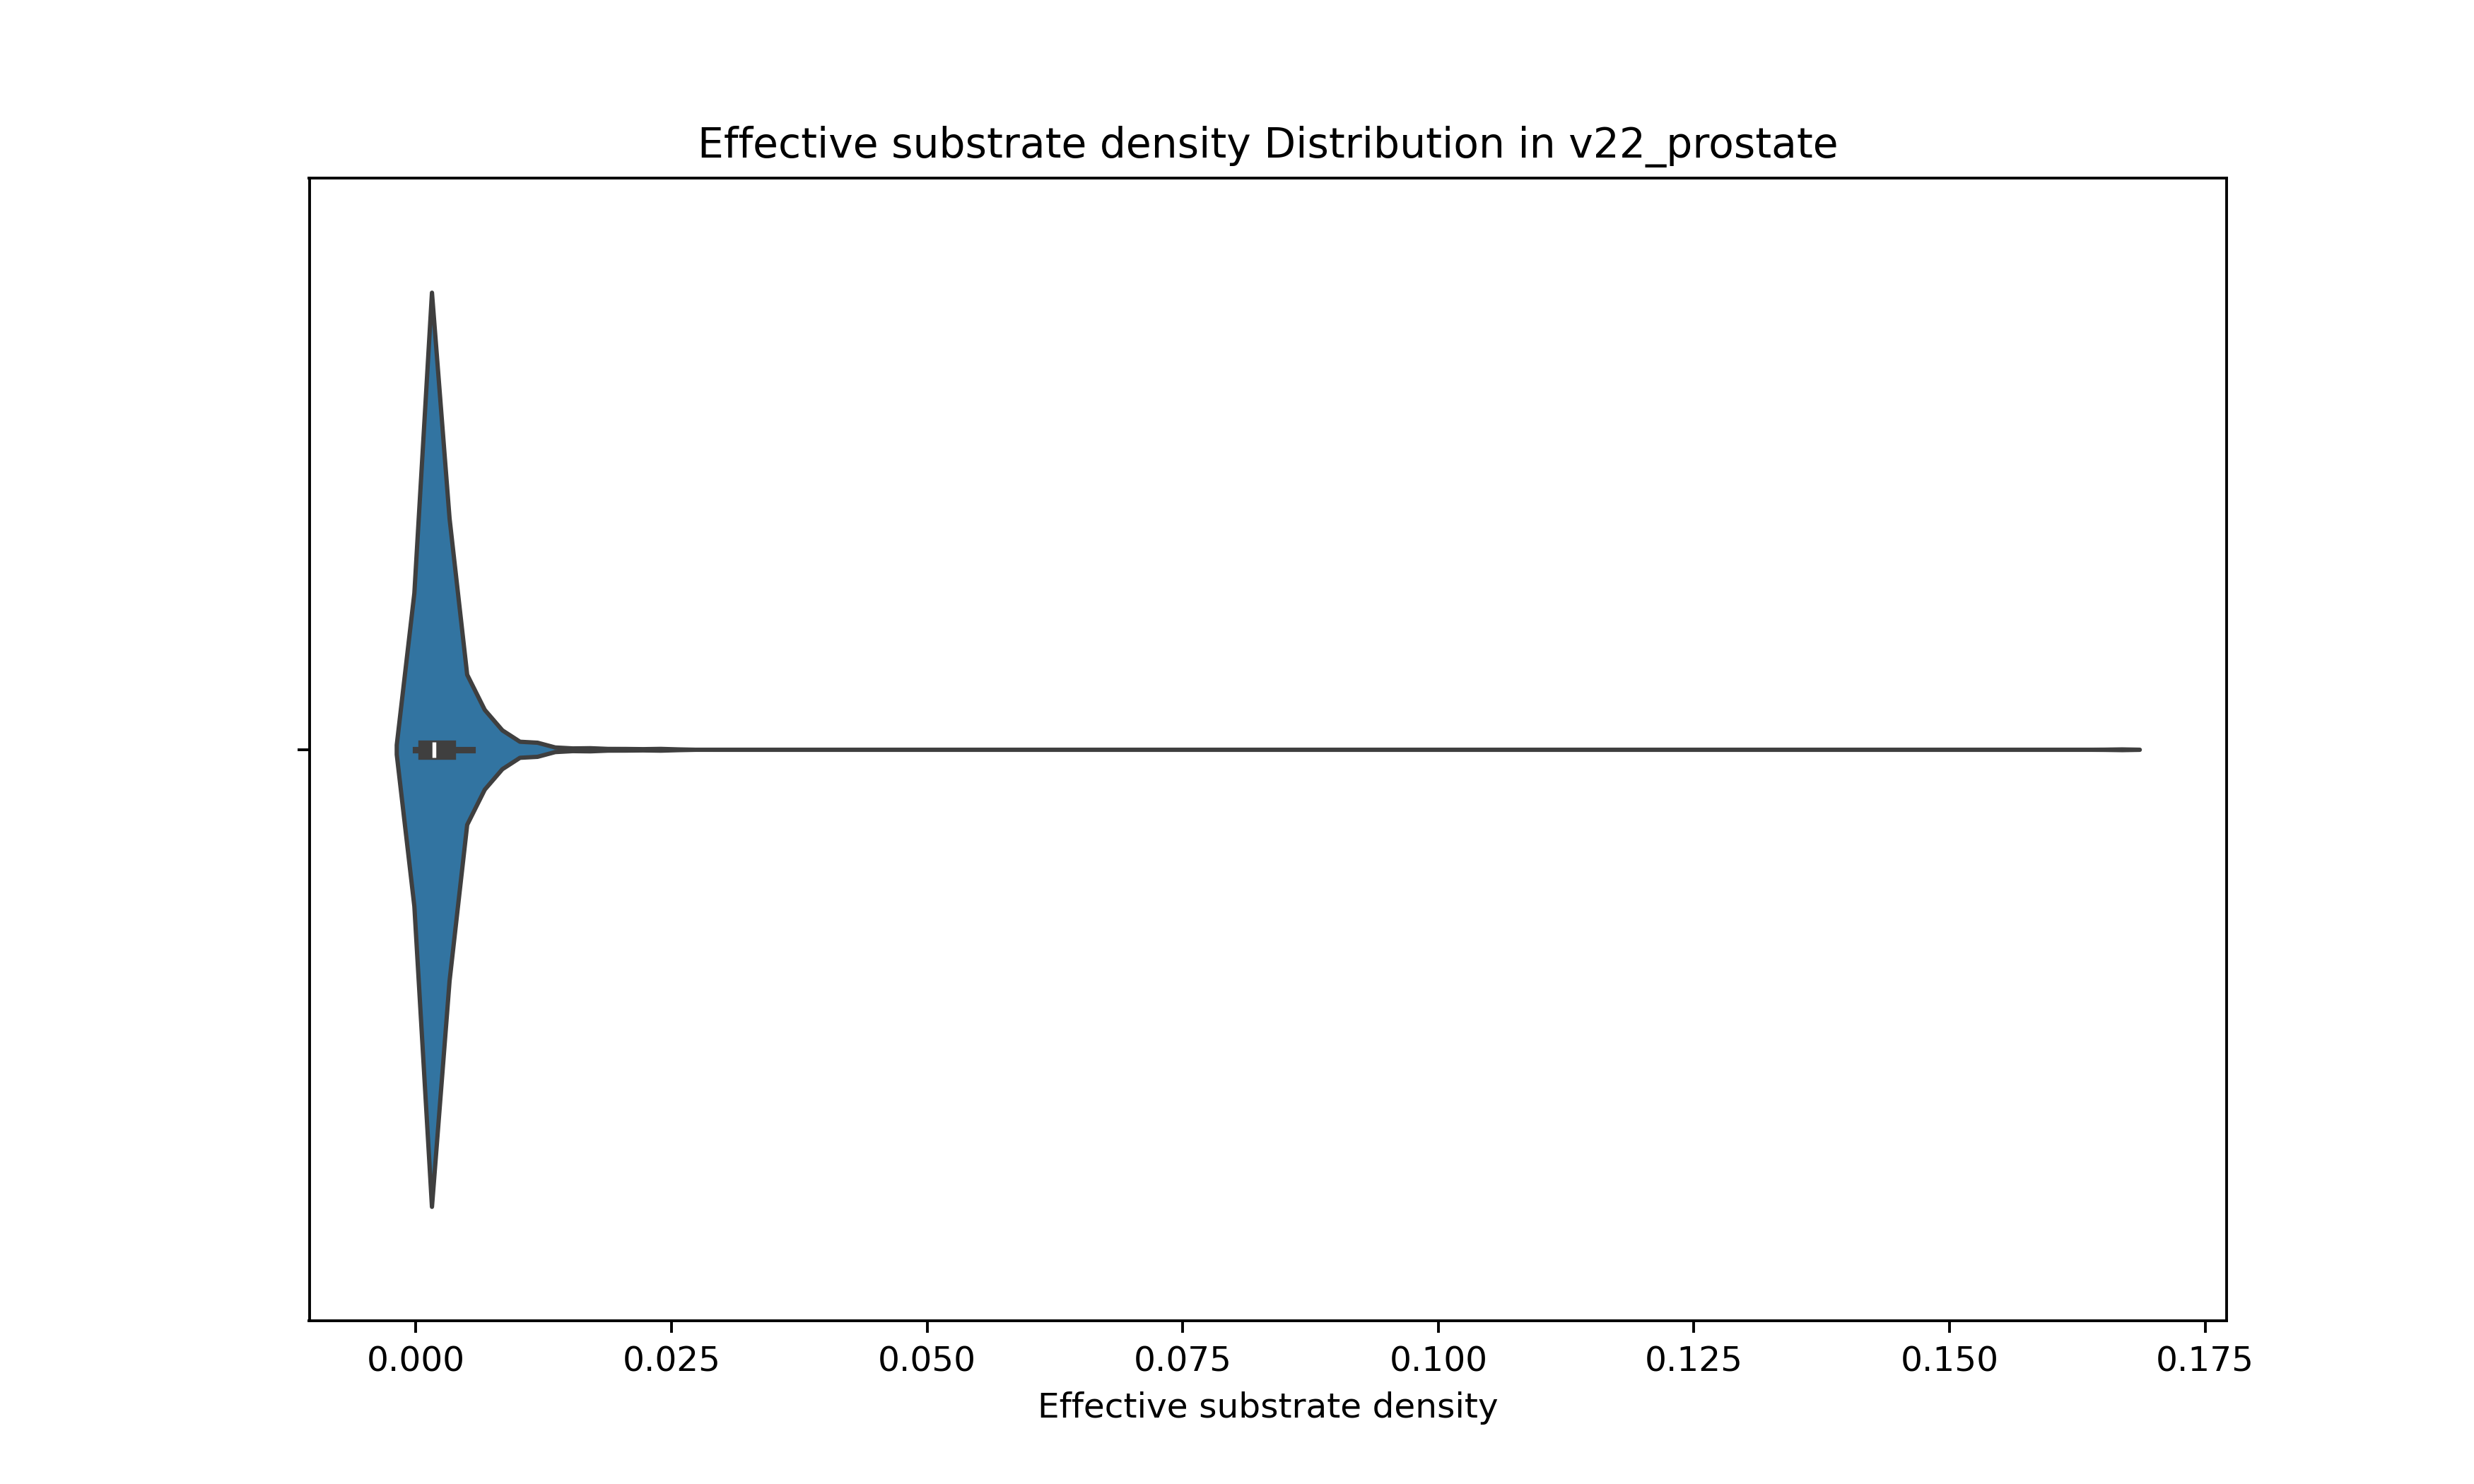 Effective substrate density Distribution in v22_prostate
0.000 0.025 0.050 0.075 0.100 0.125 0.150 0.175
Effective substrate density